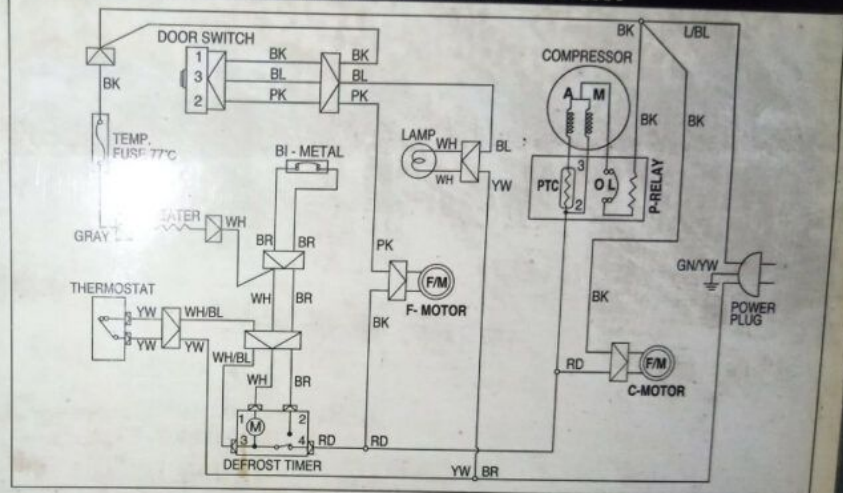 BK
L/BL
DOOR SWITCH
1
3
2
BK
BL
PK
BK
BL
PK
BK
COMPRESSOR
A
M
BK
BK
TEMP.
FUSE 77°C
BI - METAL
LAMP
WH
WH
BL
YW
3
PTC
2
O L
P-RELAY
GRAY
WH
BR
BR
PK
GN/YW
POWER
PLUG
THERMOSTAT
YW
YW
WH/BL
YW
WH
BR
F/M
F- MOTOR
BK
BK
WH/BL
WH
BR
RD
F/M
C-MOTOR
1
2
M
3
4
RD
RD
DEFROST TIMER
YW
BR